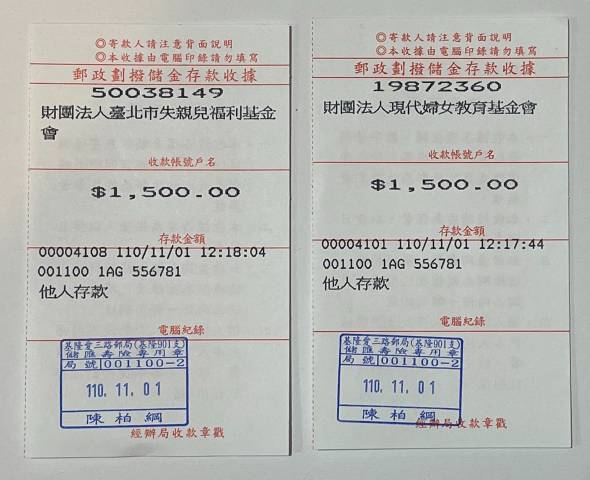 ◎寄款人請注意背面說明
◎本收據由電腦印錄請勿填寫
郵政劃撥儲金存款收據
50038149
財團法人臺北市失親兒福利基金
會
收款帳號戶名
$1,500.00
存款金額
00004108 110/11/01 12:18:04
001100 1AG 556781
他人存款
電腦紀錄
基隆愛三路郵局(基隆901支)
儲匯壽險專用章
局號001100-2
110.11.01
陳柏綱
經辦局收款章戳
◎寄款人請注意背面說明
◎本收據由電腦印錄請勿填寫
郵政劃撥儲金存款收據
19872360
財團法人現代婦女教育基金會
收款帳號戶名
$1,500.00
存款金額
00004101 110/11/01 12:17:44
001100 1AG 556781
他人存款
電腦紀錄
基隆愛三路郵局(基隆901支)
儲匯壽險專用章
局號001100-2
110.11.01
陳柏綱
經辦局收款章戳